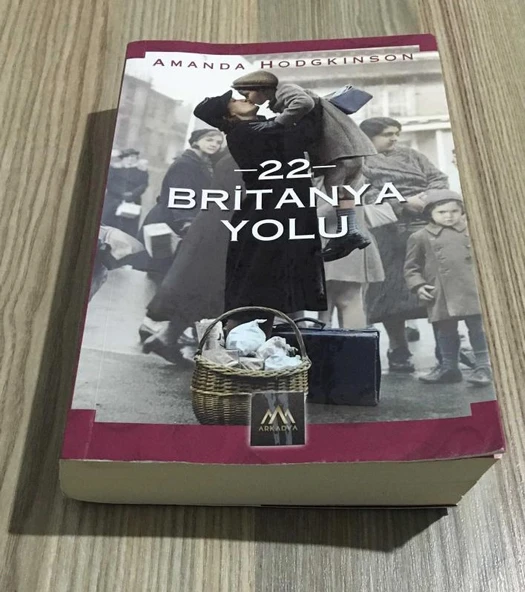 AMANDA HODGKINSON
–22–
BRİTANYA
YOLU
ARKADYA